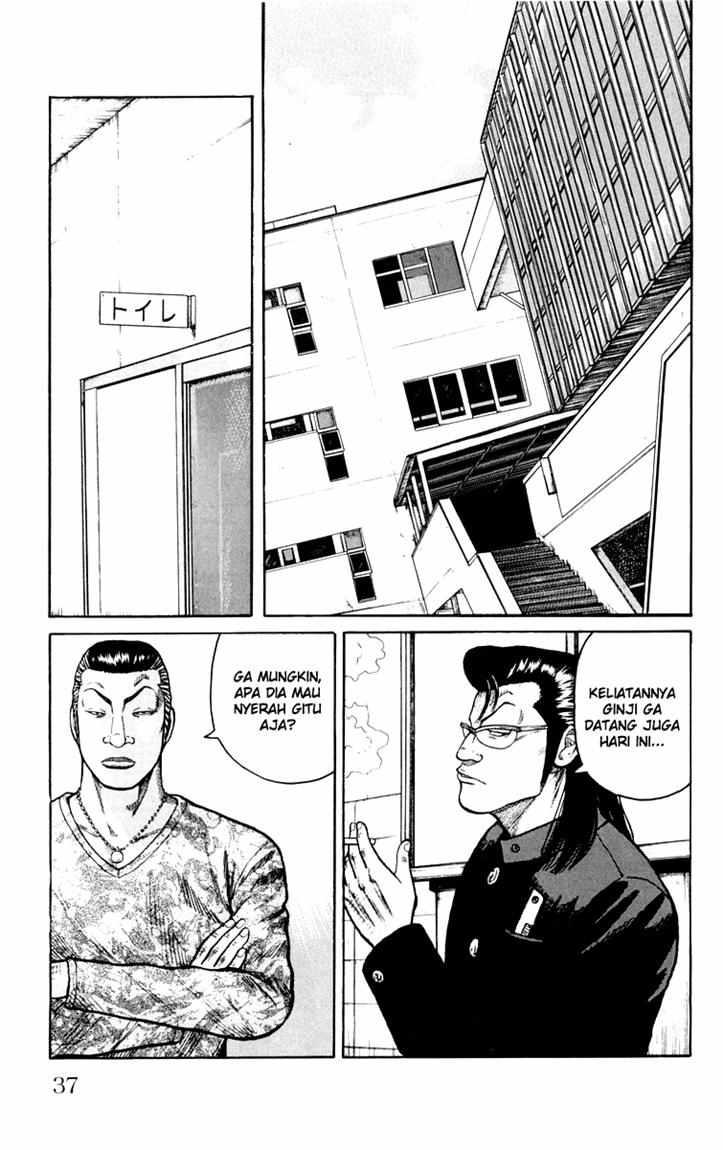 トイレ
KELIATANNYA
GINJI GA
DATANG JUGA
HARI INI...
GA MUNGKIN,
APA DIA MAU
NYERAH GITU
AJA?
37